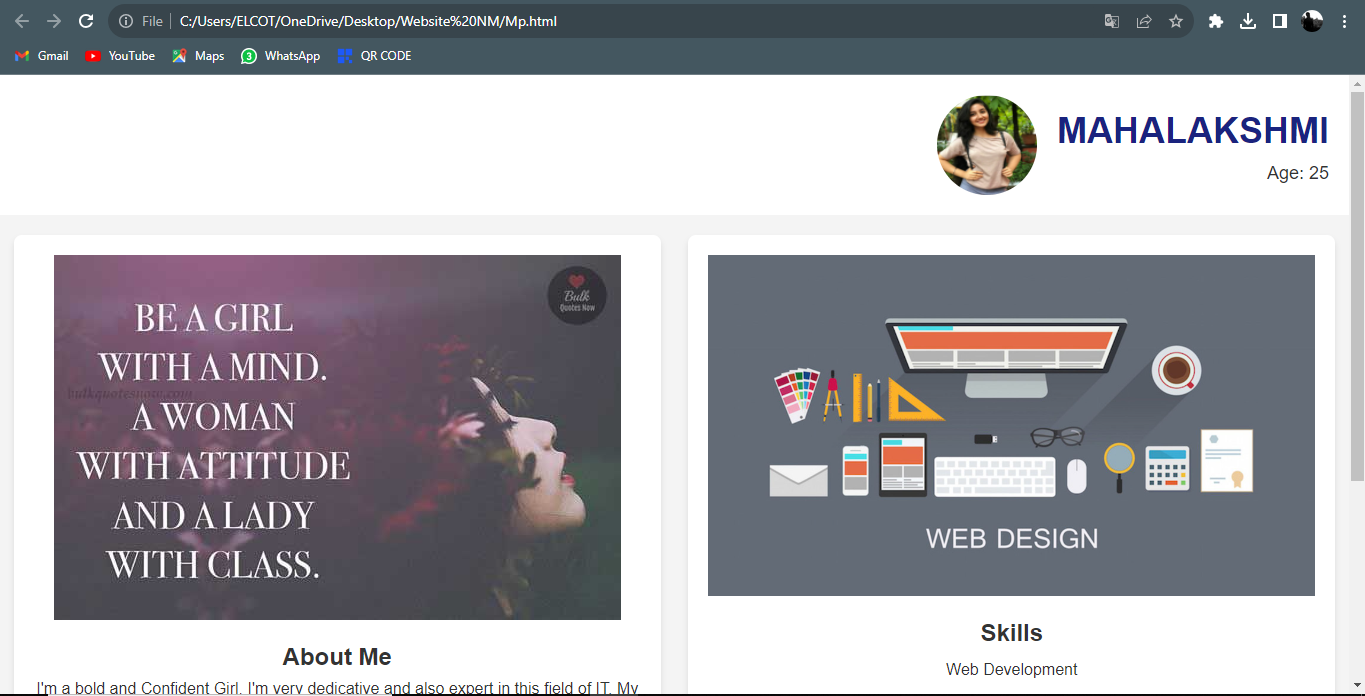 File
C:/Users/ELCOT/OneDrive/Desktop/Website%20NM/Mp.html
Gmail
YouTube
Maps
3
WhatsApp
QR CODE
MAHALAKSHMI
Age: 25
Bulk
Quotes Now
BE A GIRL
WITH A MIND.
bulkquotesnow.com
A WOMAN
WITH ATTITUDE
AND A LADY
WITH CLASS.
About Me
I'm a bold and Confident Girl. I'm very dedicative and also expert in this field of IT. My
WEB DESIGN
Skills
Web Development